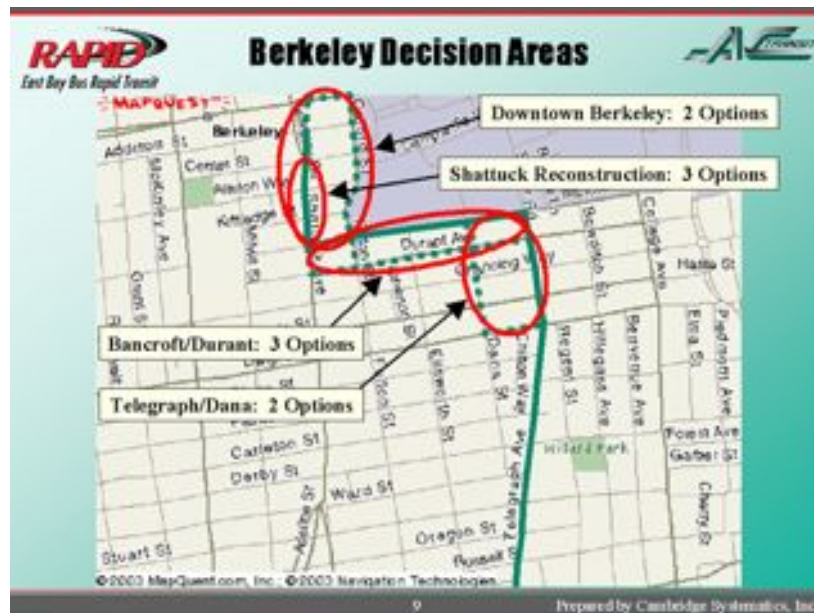 RAPID
East Bay Bus Rapid Transit
Berkeley Decision Areas
AC TRANSIT
MAPQUEST
Berkeley
Downtown Berkeley: 2 Options
Addison St
McKinley Ave
Center St
Allston Way
Shattuck Reconstruction: 3 Options
Kittredge
Milvia St
Grant St
Durant Ave
Channing Way
Bowditch St
College Ave
Haste St
Bancroft/Durant: 3 Options
Telegraph/Dana: 2 Options
Ellsworth St
Dana St
Regent St
Hillegass Ave
Benvenue Ave
Etna St
Piedmont Ave
Carleton St
Derby St
Ward St
Telegraph Ave
Willard Park
Forest Ave
Garber St
Cherry St
Oregon St
Russell S
Stuart St
©2003 MapQuest.com, Inc.; ©2003 Navigation Technologies
9
Prepared by Cambridge Systematics, Inc